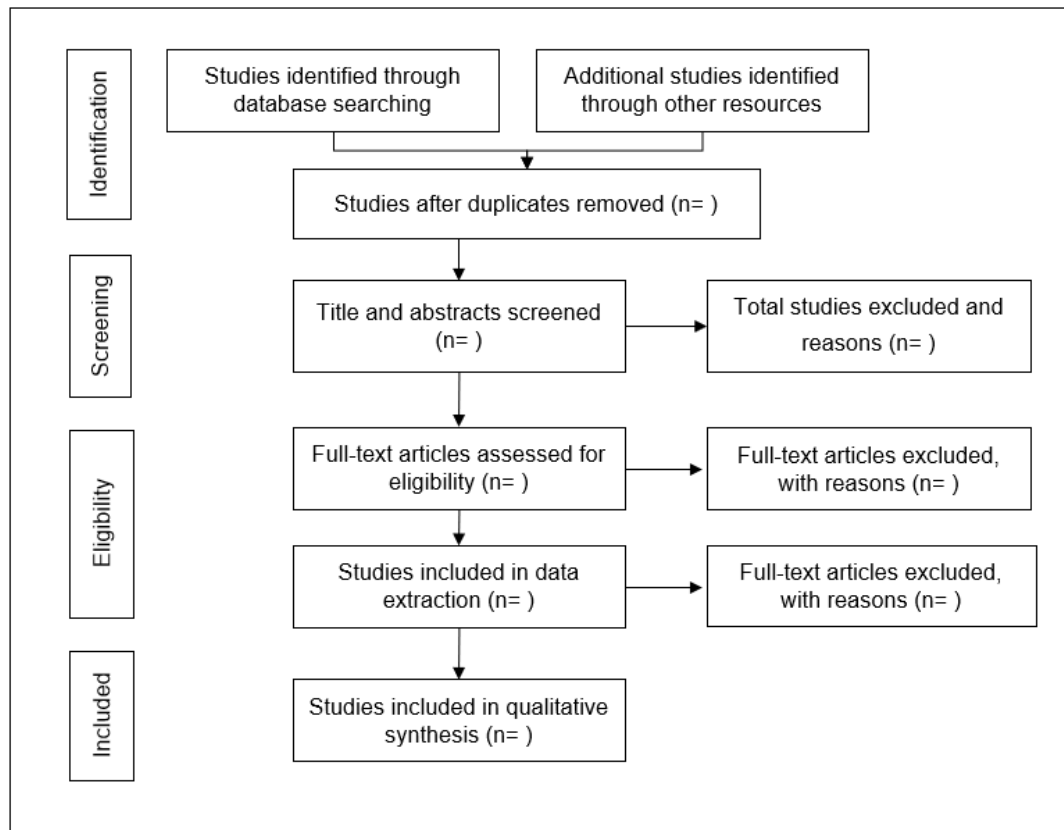 Identification
Studies identified through
database searching
Additional studies identified
through other resources
Studies after duplicates removed (n= )
Screening
Title and abstracts screened
(n= )
Total studies excluded and
reasons (n= )
Eligibility
Full-text articles assessed for
eligibility (n= )
Full-text articles excluded,
with reasons (n= )
Studies included in data
extraction (n= )
Full-text articles excluded,
with reasons (n= )
Included
Studies included in qualitative
synthesis (n= )